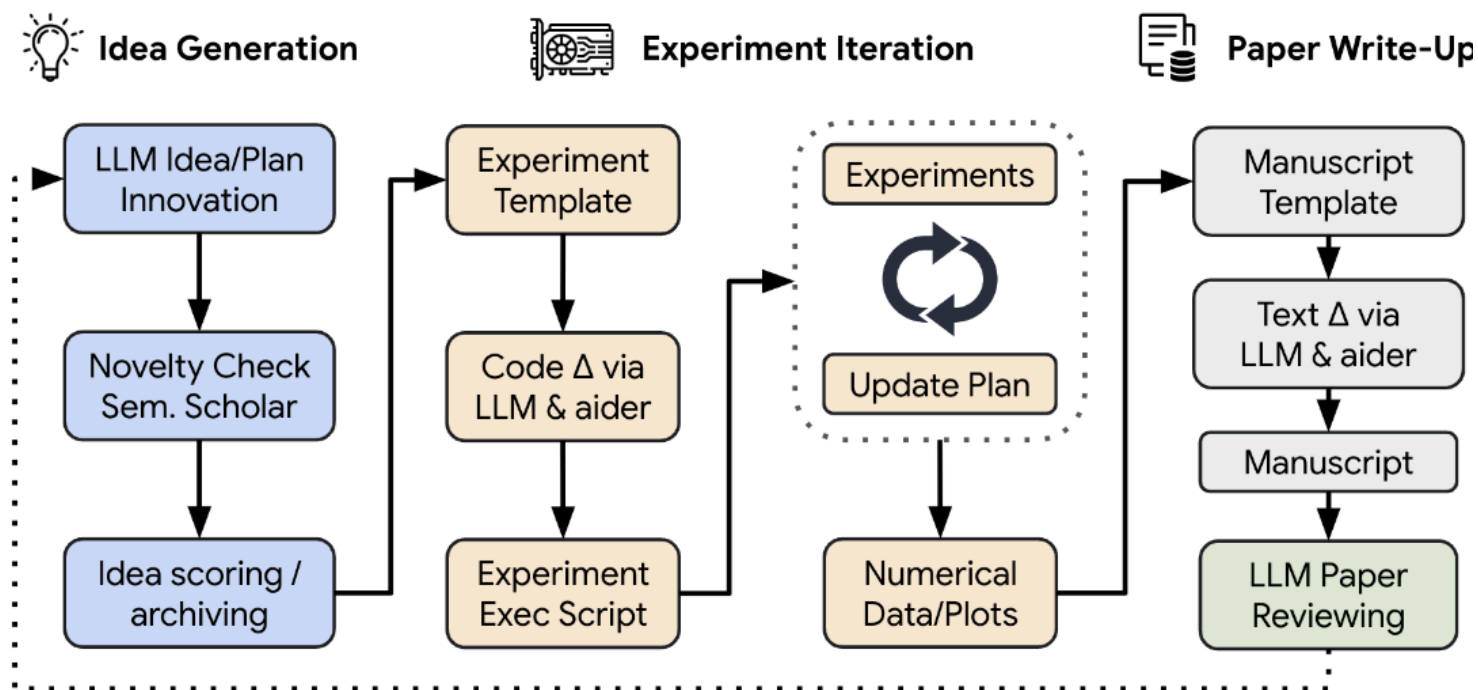 Idea Generation
Experiment Iteration
Paper Write-Up
LLM Idea/Plan
Innovation
Novelty Check
Sem. Scholar
Idea scoring /
archiving
Experiment
Template
Code Δ via
LLM & aider
Experiment
Exec Script
Experiments
Update Plan
Numerical
Data/Plots
Manuscript
Template
Text Δ via
LLM & aider
Manuscript
LLM Paper
Reviewing